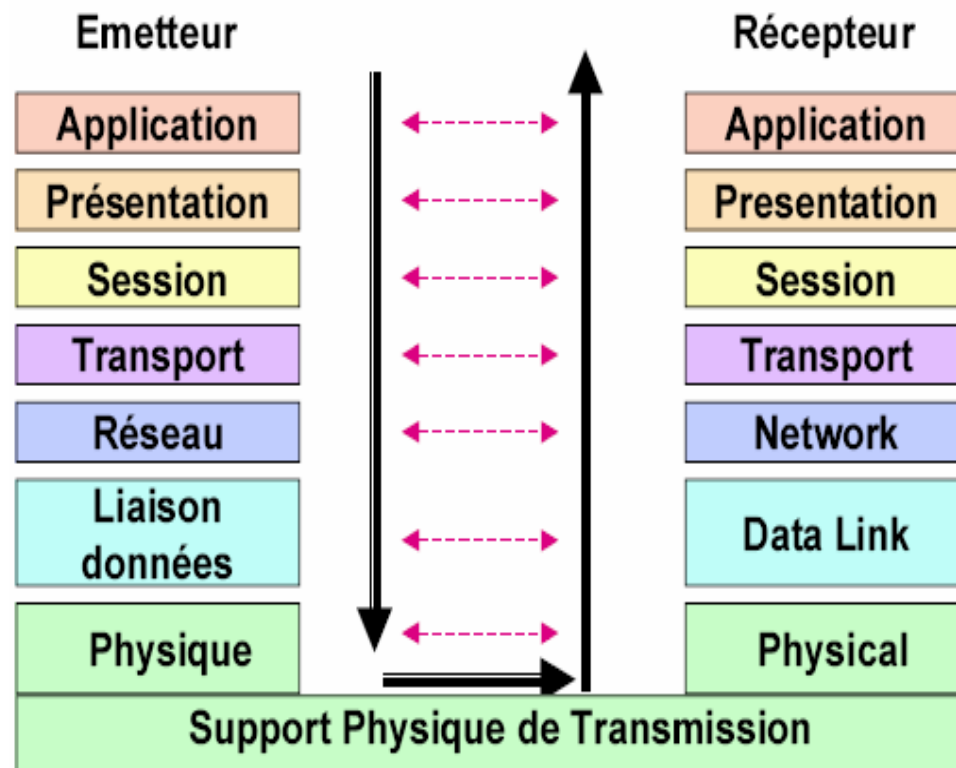 Emetteur
Récepteur
Application
Application
Présentation
Presentation
Session
Session
Transport
Transport
Réseau
Network
Liaison
données
Data Link
Physique
Physical
Support Physique de Transmission